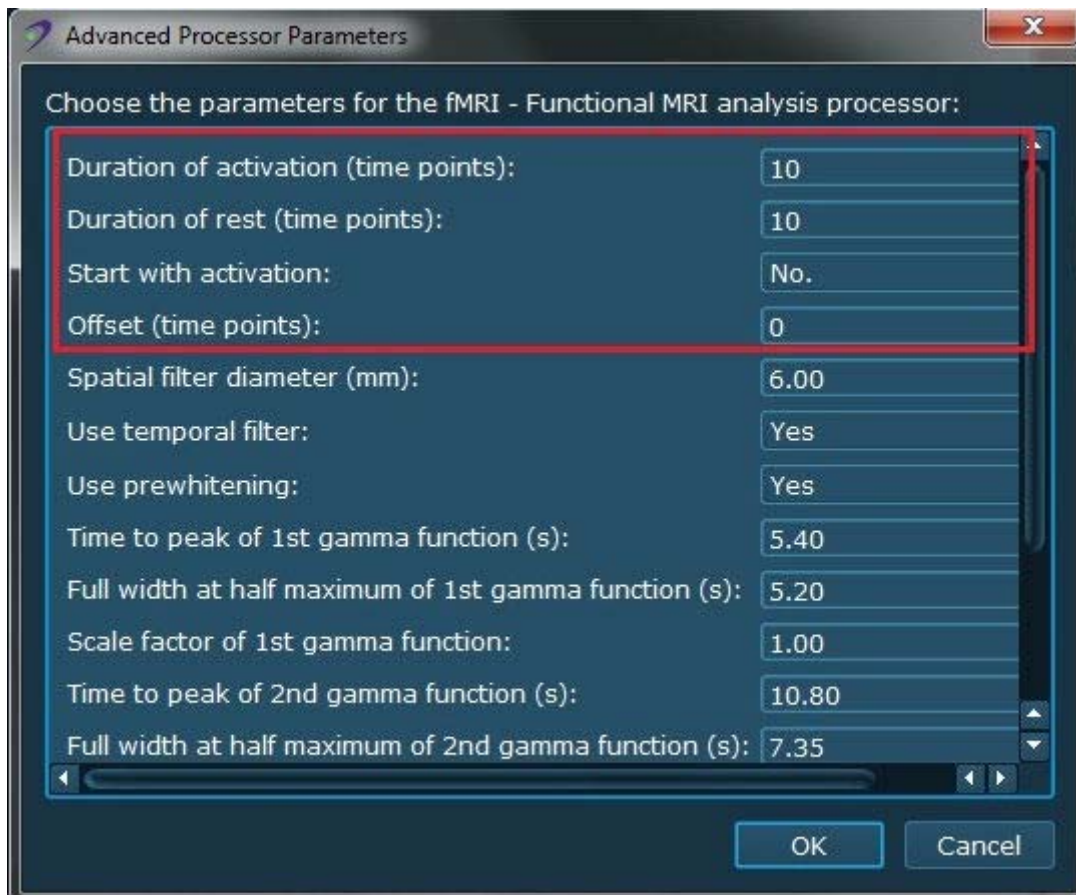 Advanced Processor Parameters
Choose the parameters for the fMRI - Functional MRI analysis processor:
Duration of activation (time points): 10
Duration of rest (time points): 10
Start with activation: No.
Offset (time points): 0
Spatial filter diameter (mm): 6.00
Use temporal filter: Yes
Use prewhitening: Yes
Time to peak of 1st gamma function (s): 5.40
Full width at half maximum of 1st gamma function (s): 5.20
Scale factor of 1st gamma function: 1.00
Time to peak of 2nd gamma function (s): 10.80
Full width at half maximum of 2nd gamma function (s): 7.35
OK Cancel